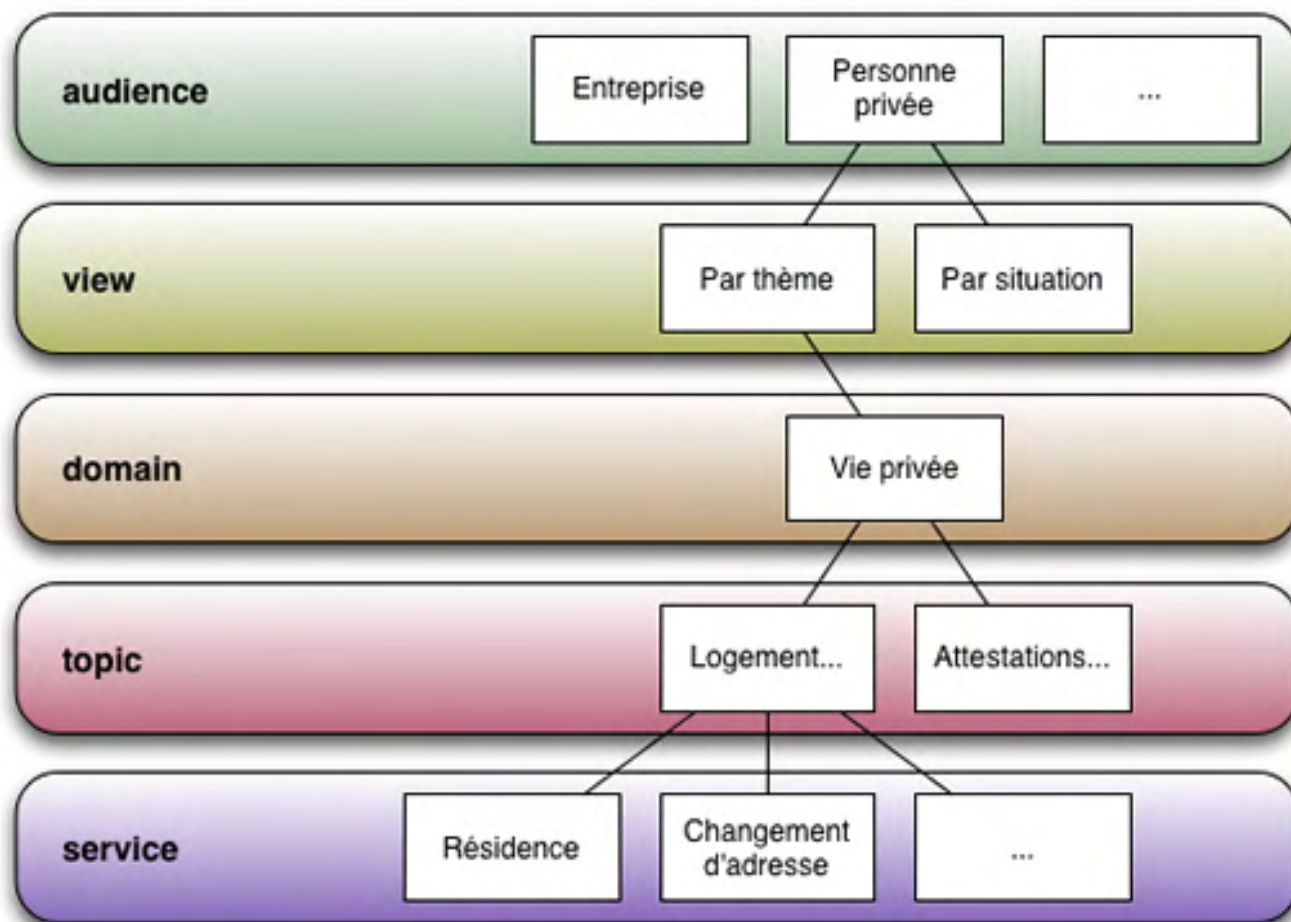 audience
Entreprise
Personne
privée
...
view
Par thème
Par situation
domain
Vie privée
topic
Logement...
Attestations...
service
Résidence
Changement
d'adresse
...